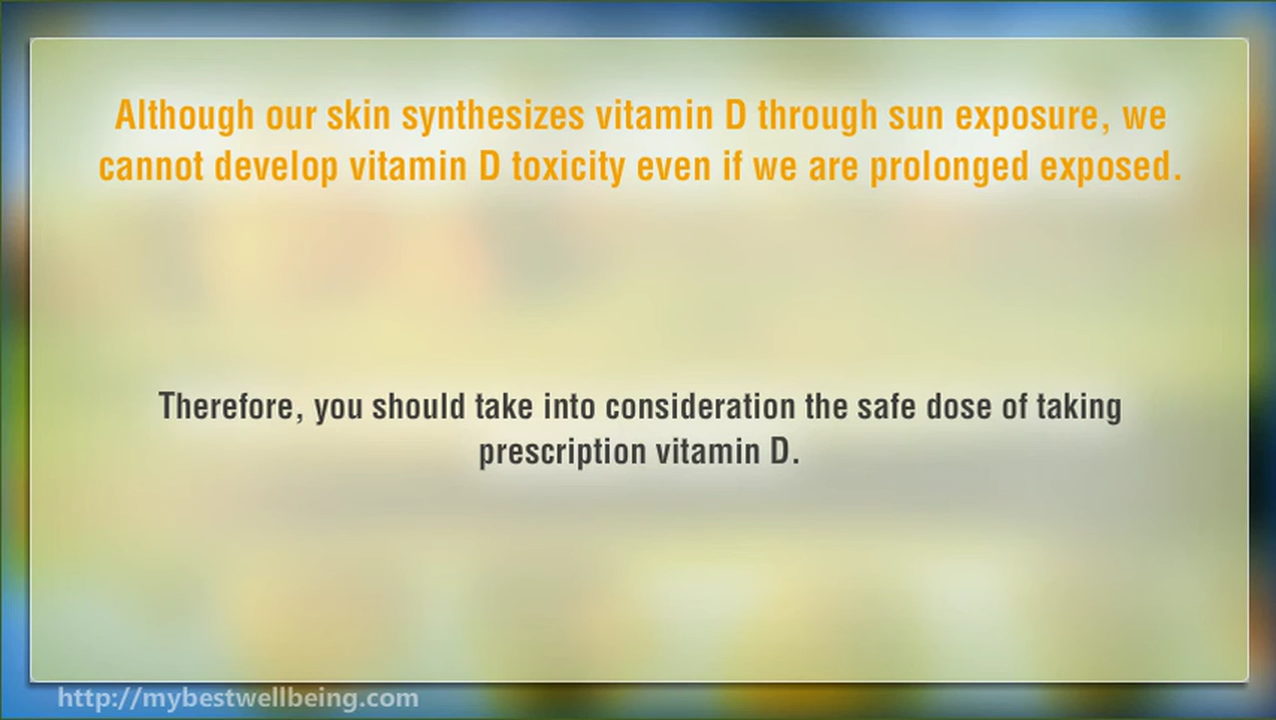 Although our skin synthesizes vitamin D through sun exposure, we
cannot develop vitamin D toxicity even if we are prolonged exposed.
Therefore, you should take into consideration the safe dose of taking
prescription vitamin D.
http://mybestwellbeing.com